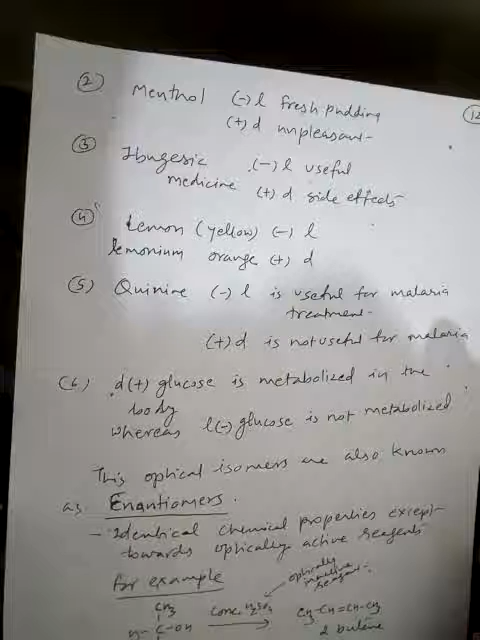 (2) Menthol (-) l fresh pudding
(+) d unpleasant-
(3) Ibugesic (-) l useful
medicine (+) d side effects
(4) Lemon (yellow) (-) l
lemonium orange (+) d
(5) Quinine (-) l is useful for malaria
treatment-
(+) d is not useful for malaria
(6) d(+) glucose is metabolized in the
body
whereas l(-) glucose is not metabolized
This optical isomers are also known
as Enantiomers.
- Identical chemical properties except-
towards optically active reagents
for example
optically
inactive
reagent-
CH3
H- C -OH Conc. H2SO4 CH3-CH=CH-CH3
2 butene